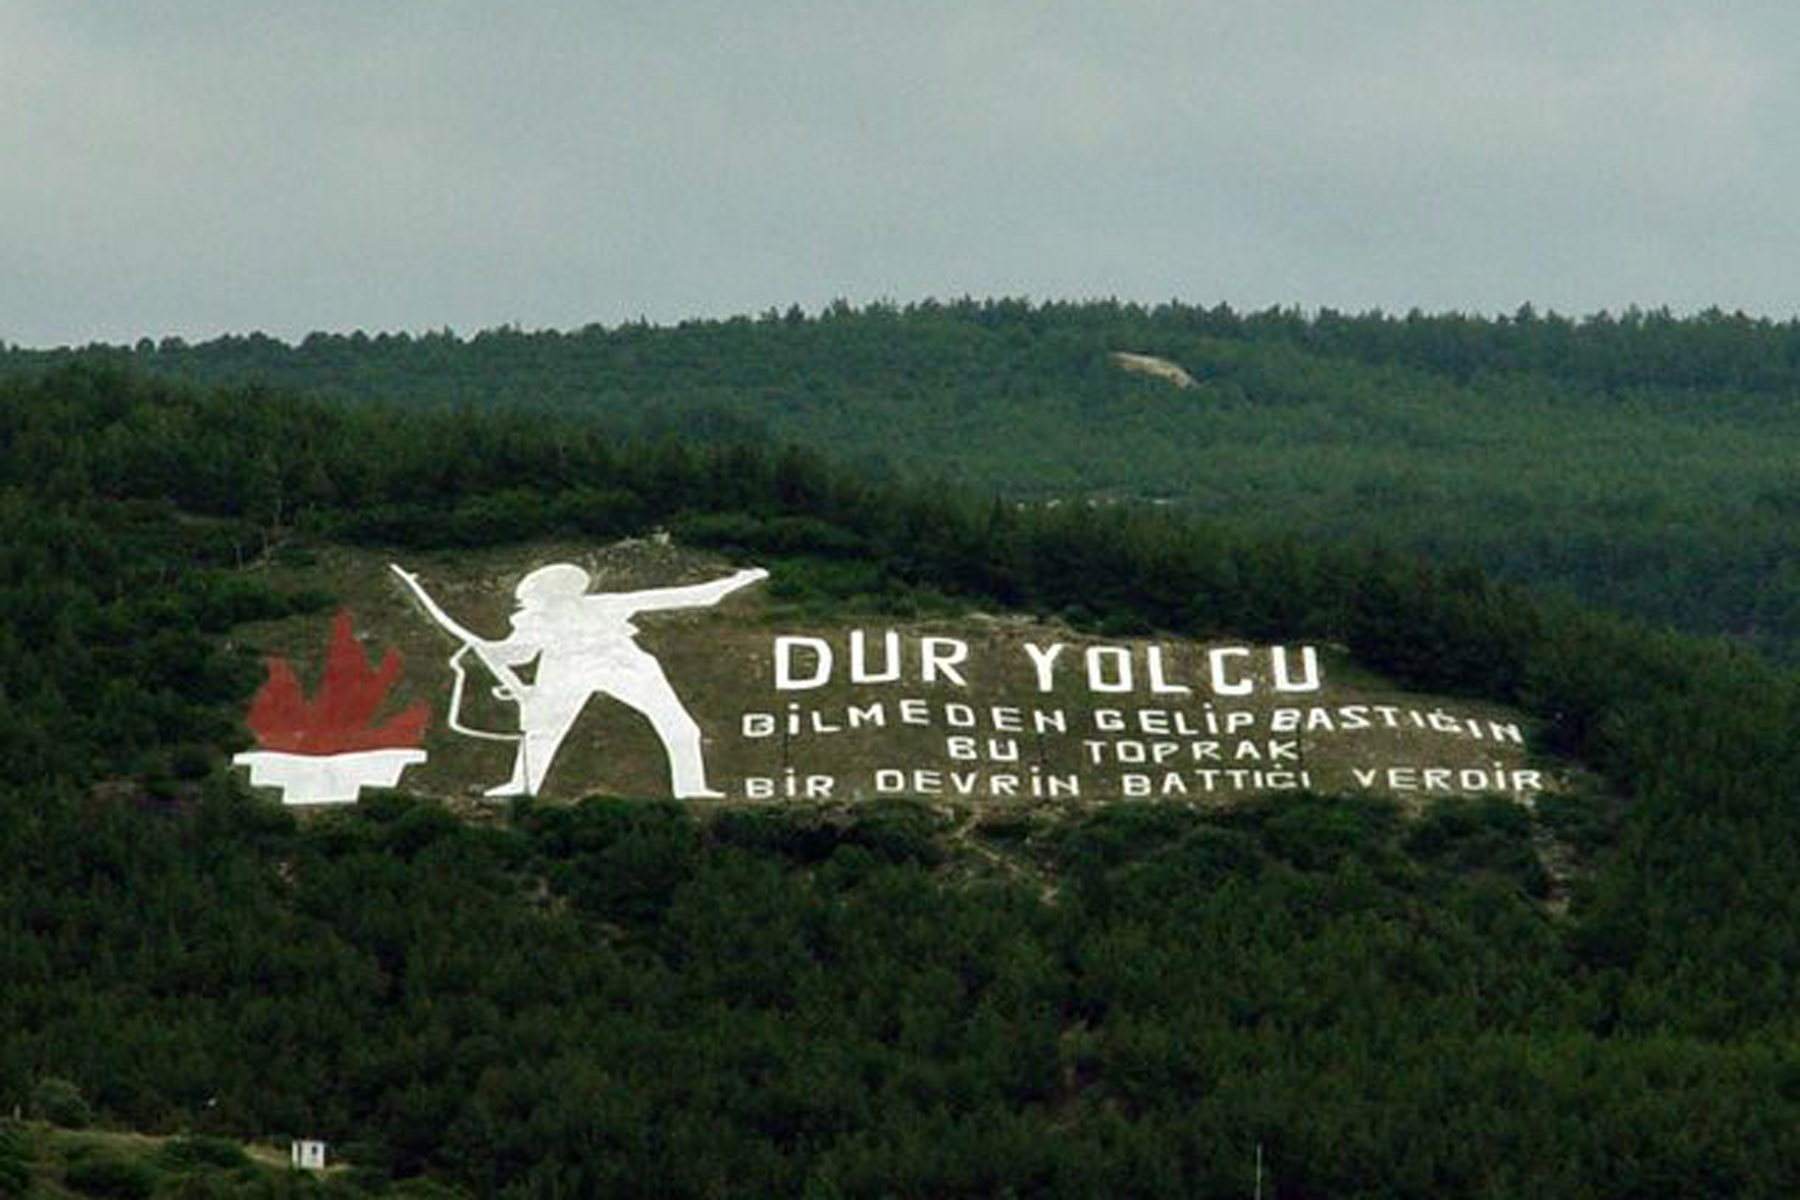 DUR YOLCU
BİLMEDEN GELİP BASTIĞIN
BU TOPRAK
BİR DEVRİN BATTIĞI YERDİR